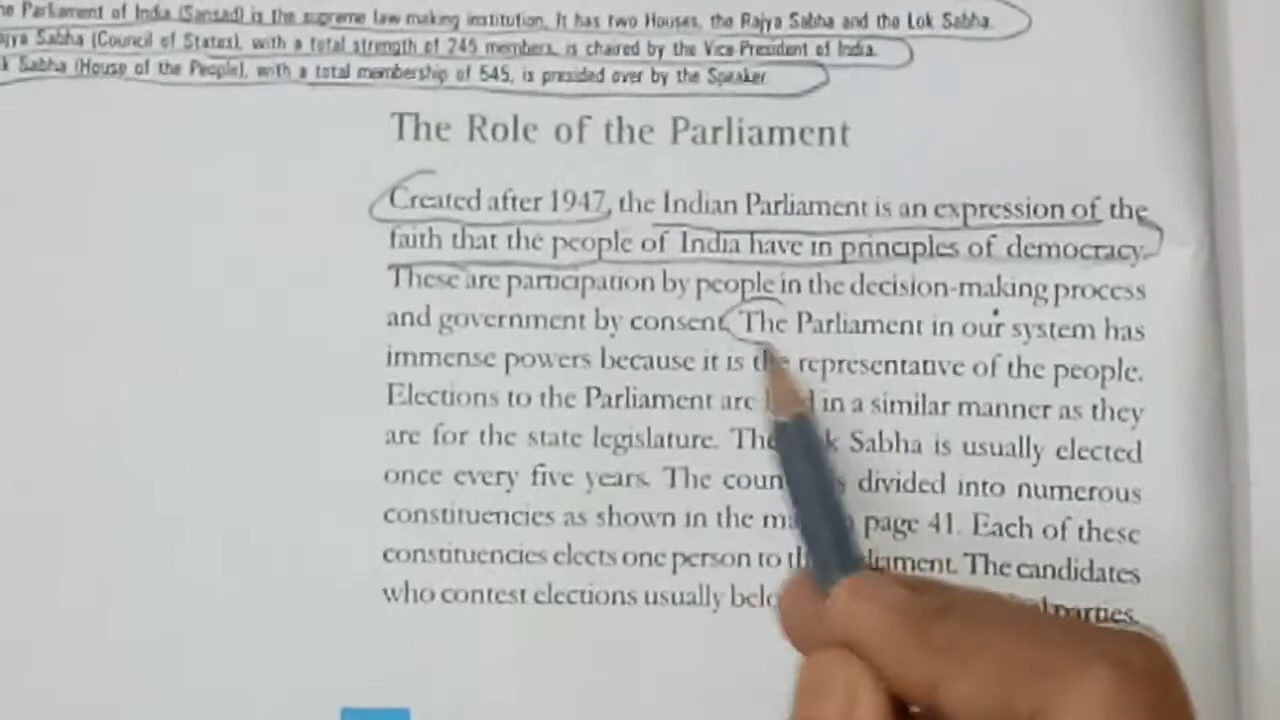 he Parliament of India (Sansad) is the supreme law-making institution. It has two Houses, the Rajya Sabha and the Lok Sabha.
ajya Sabha (Council of States), with a total strength of 245 members, is chaired by the Vice-President of India.
k Sabha (House of the People), with a total membership of 545, is presided over by the Speaker.
The Role of the Parliament
Created after 1947, the Indian Parliament is an expression of the
faith that the people of India have in principles of democracy.
These are participation by people in the decision-making process
and government by consent. The Parliament in our system has
immense powers because it is the representative of the people.
Elections to the Parliament are in a similar manner as they
are for the state legislature. The k Sabha is usually elected
once every five years. The coun s divided into numerous
constituencies as shown in the ma page 41. Each of these
constituencies elects one person to th liament. The candidates
who contest elections usually belo parties.